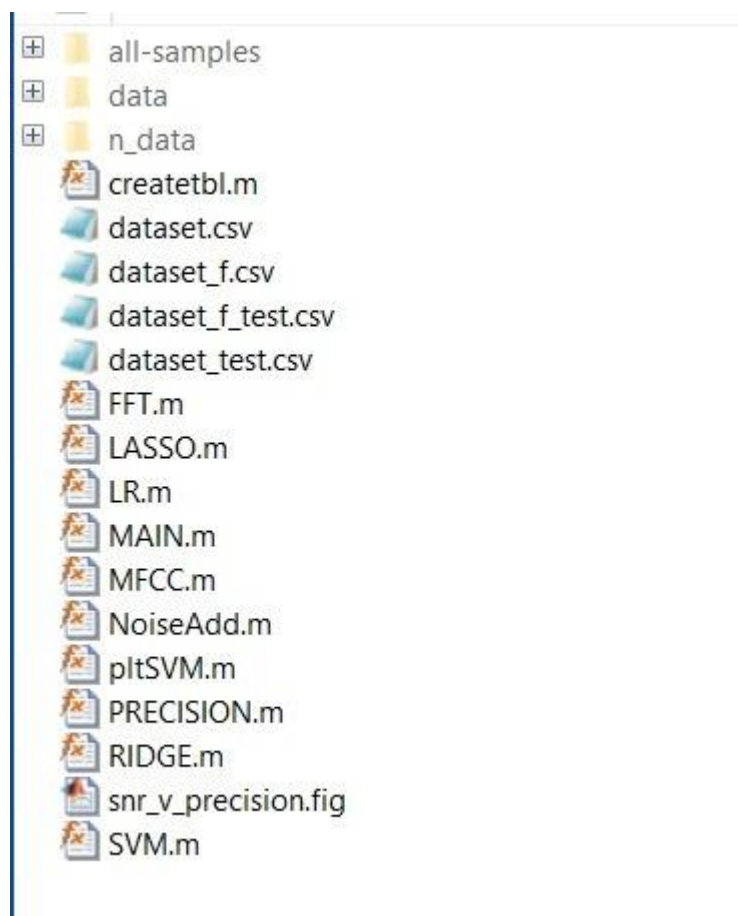 all-samples
data
n_data
createtbl.m
dataset.csv
dataset_f.csv
dataset_f_test.csv
dataset_test.csv
FFT.m
LASSO.m
LR.m
MAIN.m
MFCC.m
NoiseAdd.m
pltSVM.m
PRECISION.m
RIDGE.m
snr_v_precision.fig
SVM.m